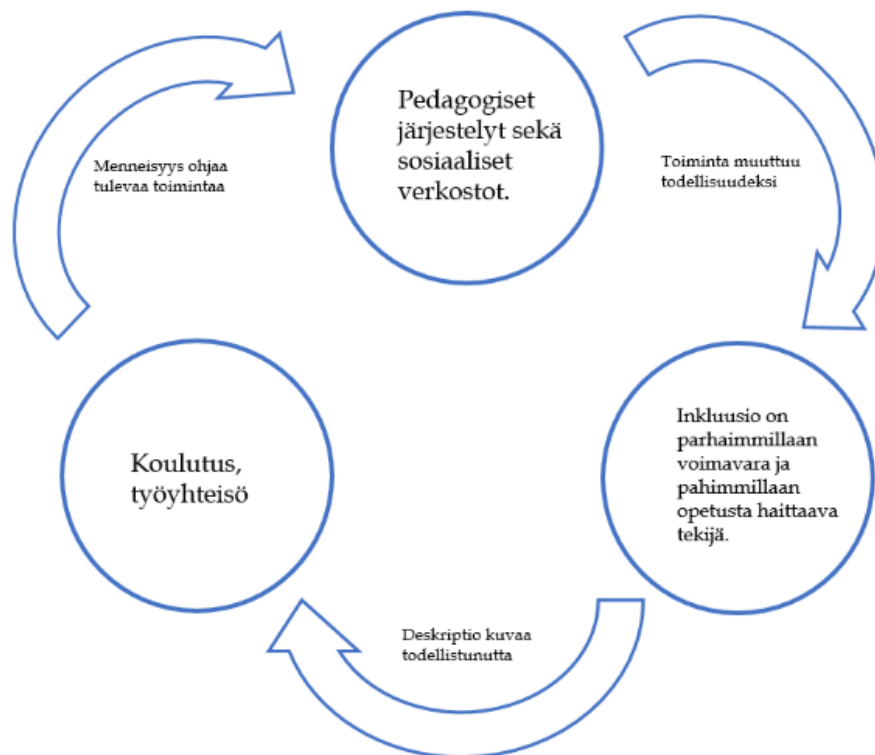 Pedagogiset
järjestelyt sekä
sosiaaliset
verkostot.
Menneisyys ohjaa
tulevaa toimintaa
Toiminta muuttuu
todellisuudeksi
Koulutus,
työyhteisö
Inkluusio on
parhaimmillaan
voimavara ja
pahimmillaan
opetusta haittaava
tekijä.
Deskriptio kuvaa
todellistunutta